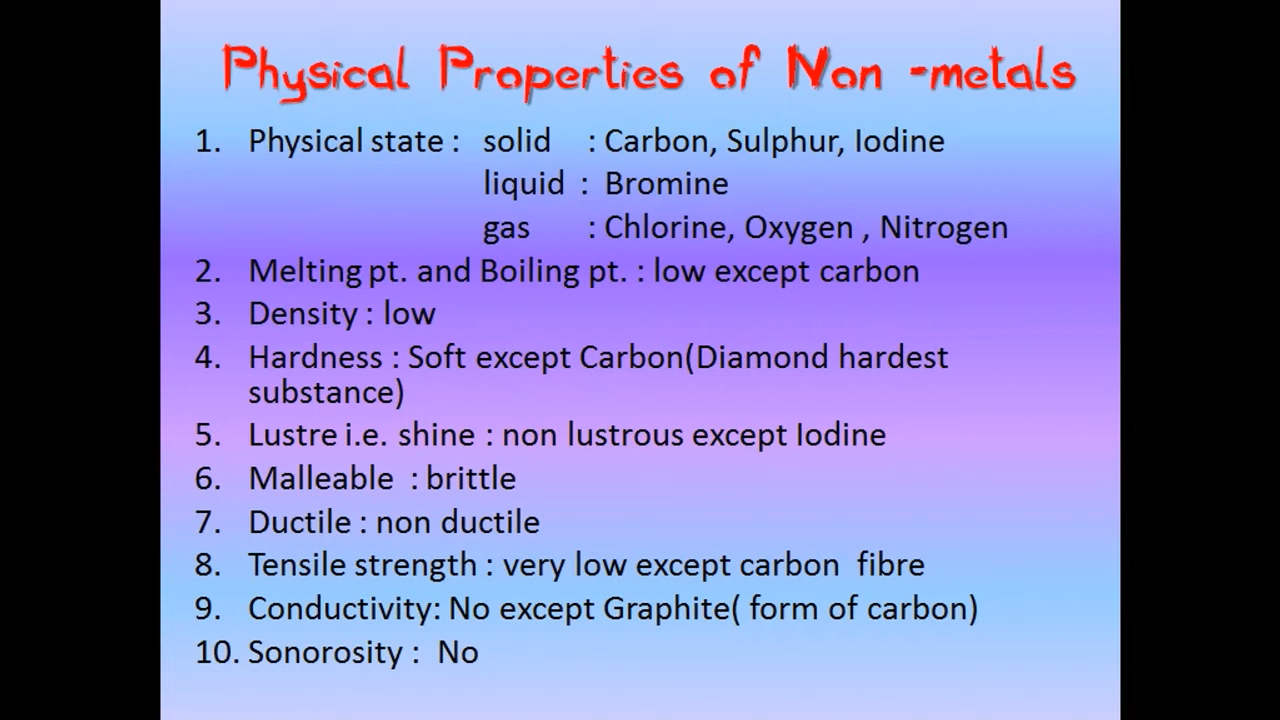 Physical Properties of Non -metals
1. Physical state : solid : Carbon, Sulphur, Iodine
liquid : Bromine
gas : Chlorine, Oxygen , Nitrogen
2. Melting pt. and Boiling pt. : low except carbon
3. Density : low
4. Hardness : Soft except Carbon(Diamond hardest
substance)
5. Lustre i.e. shine : non lustrous except Iodine
6. Malleable : brittle
7. Ductile : non ductile
8. Tensile strength : very low except carbon fibre
9. Conductivity: No except Graphite( form of carbon)
10. Sonorosity : No